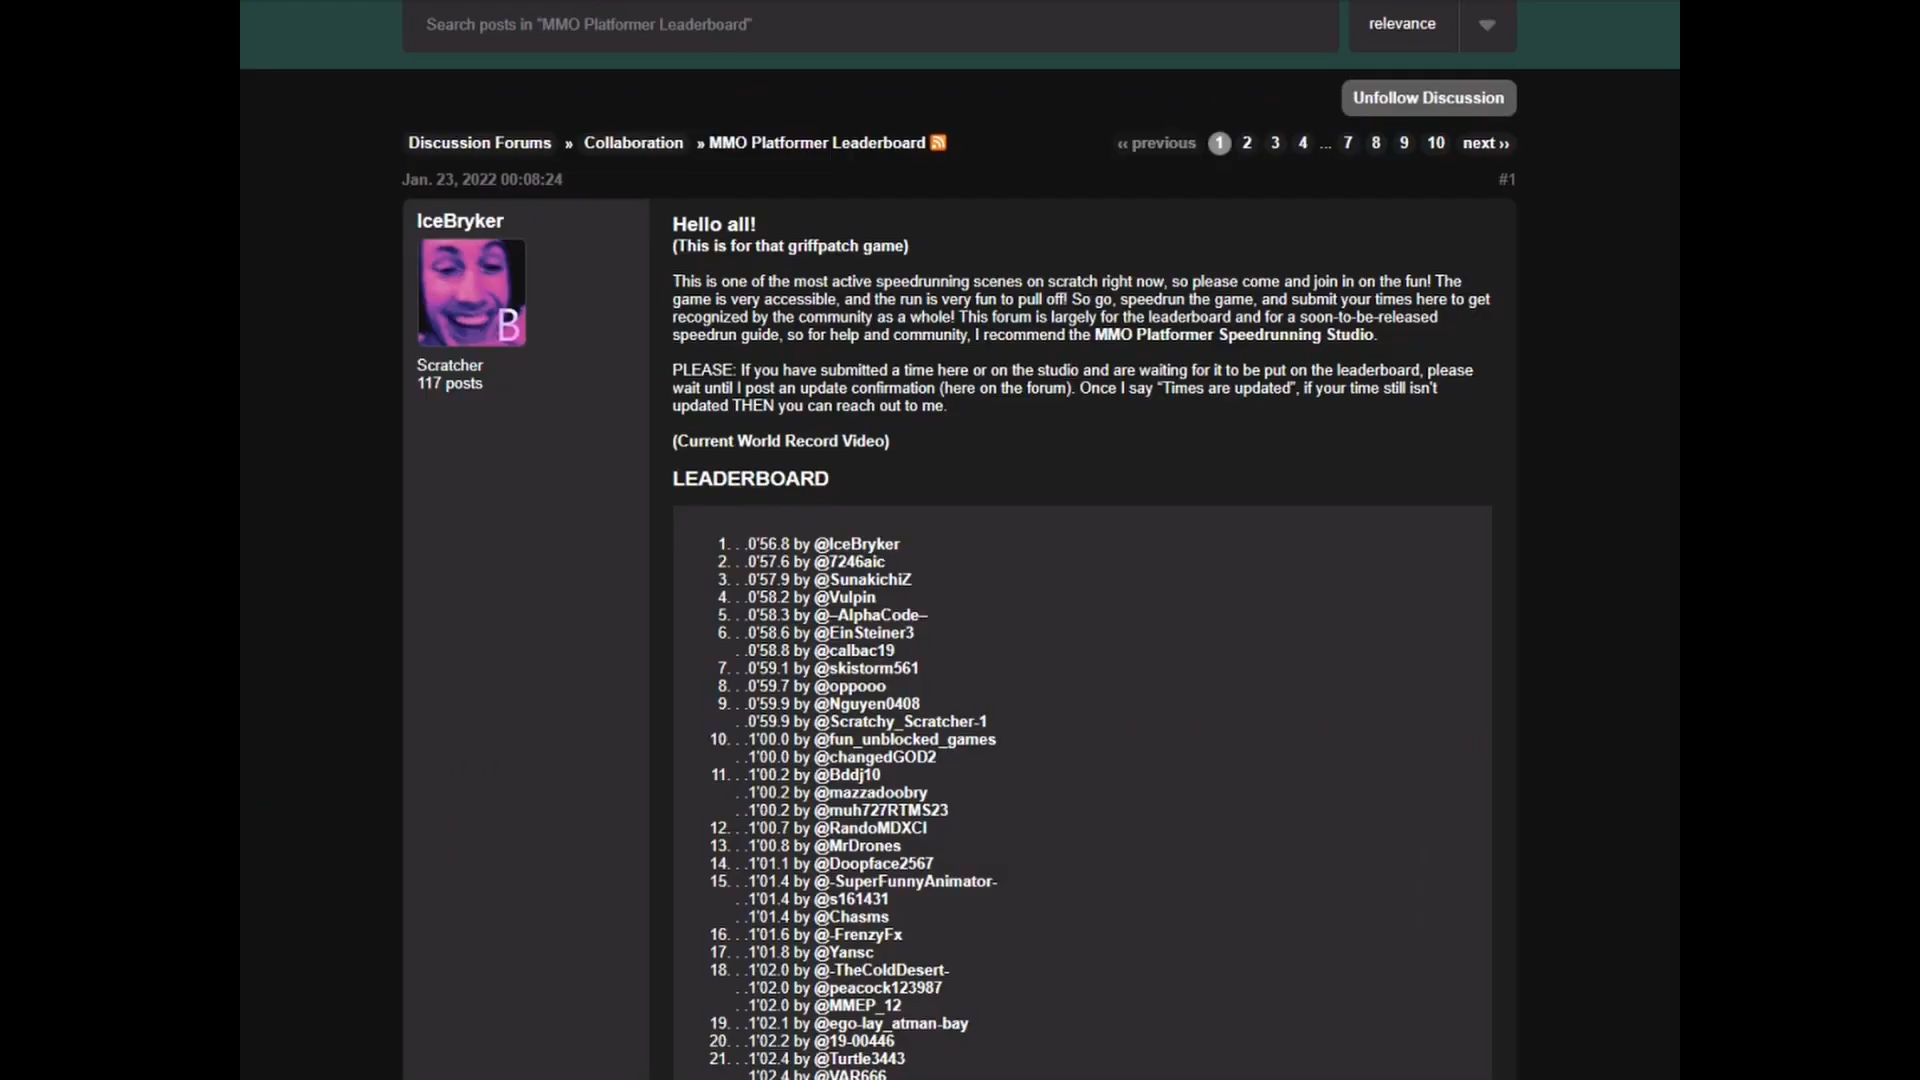 Search posts in "MMO Platformer Leaderboard"
relevance
Unfollow Discussion
Discussion Forums » Collaboration » MMO Platformer Leaderboard
‹‹ previous 1 2 3 4 ... 7 8 9 10 next ››
Jan. 23, 2022 00:08:24
#1
IceBryker
B
Scratcher
117 posts
Hello all!
(This is for that griffpatch game)
This is one of the most active speedrunning scenes on scratch right now, so please come and join in on the fun! The
game is very accessible, and the run is very fun to pull off! So go, speedrun the game, and submit your times here to get
recognized by the community as a whole! This forum is largely for the leaderboard and for a soon-to-be-released
speedrun guide, so for help and community, I recommend the MMO Platformer Speedrunning Studio.
PLEASE: If you have submitted a time here or on the studio and are waiting for it to be put on the leaderboard, please
wait until I post an update confirmation (here on the forum). Once I say “Times are updated”, if your time still isn't
updated THEN you can reach out to me.
(Current World Record Video)
LEADERBOARD
1. . .0'56.8 by @IceBryker
2. . .0'57.6 by @7246aic
3. . .0'57.9 by @SunakichiZ
4. . .0'58.2 by @Vulpin
5. . .0'58.3 by @–AlphaCode–
6. . .0'58.6 by @EinSteiner3
. .0'58.8 by @calbac19
7. . .0'59.1 by @skistorm561
8. . .0'59.7 by @oppooo
9. . .0'59.9 by @Nguyen0408
. .0'59.9 by @Scratchy_Scratcher-1
10. . .1'00.0 by @fun_unblocked_games
. .1'00.0 by @changedGOD2
11. . .1'00.2 by @Bddj10
. .1'00.2 by @mazzadoobry
. .1'00.2 by @muh727RTMS23
12. . .1'00.7 by @RandoMDXCI
13. . .1'00.8 by @MrDrones
14. . .1'01.1 by @Doopface2567
15. . .1'01.4 by @-SuperFunnyAnimator-
. .1'01.4 by @s161431
. .1'01.4 by @Chasms
16. . .1'01.6 by @-FrenzyFx
17. . .1'01.8 by @Yansc
18. . .1'02.0 by @-TheColdDesert-
. .1'02.0 by @peacock123987
. .1'02.0 by @MMEP_12
19. . .1'02.1 by @ego-lay_atman-bay
20. . .1'02.2 by @19-00446
21. . .1'02.4 by @Turtle3443
1'02.4 by @VAR666